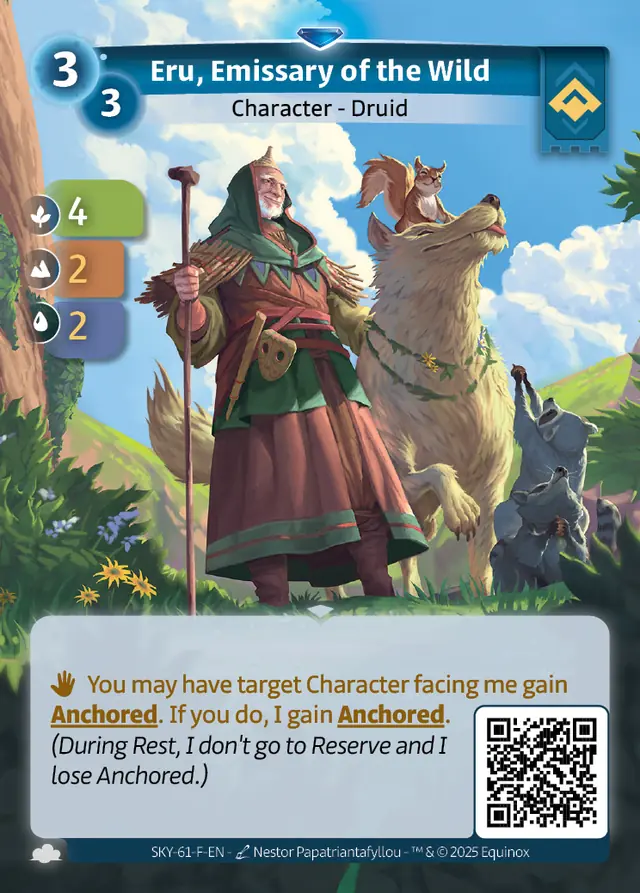 3
Eru, Emissary of the Wild
3
Character - Druid
4
2
2
You may have target Character facing me gain
Anchored. If you do, I gain Anchored.
(During Rest, I don't go to Reserve and I
lose Anchored.)
SKY-61-F-EN - Nestor Papatriantafyllou - ™ & © 2025 Equinox